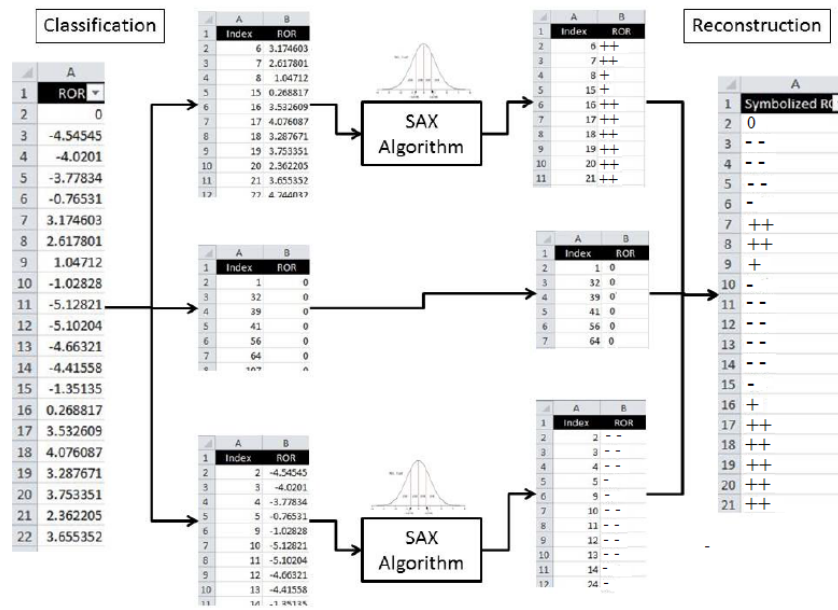 Classification
Reconstruction
A
1 ROR
2 0
3 -4.54545
4 -4.0201
5 -3.77834
6 -0.76531
7 3.174603
8 2.617801
9 1.04712
10 -1.02828
11 -5.12821
12 -5.10204
13 -4.66321
14 -4.41558
15 -1.35135
16 0.268817
17 3.532609
18 4.076087
19 3.287671
20 3.753351
21 2.362205
22 3.655352
A B
1 Index ROR
2 6 3.174603
3 7 2.617801
4 8 1.04712
5 15 0.268817
6 16 3.532609
7 17 4.076087
8 18 3.287671
9 19 3.753351
10 20 2.362205
11 21 3.655352
12 22 4.244032
SAX
Algorithm
A B
1 Index ROR
2 6 ++
3 7 ++
4 8 +
5 15 +
6 16 ++
7 17 ++
8 18 ++
9 19 ++
10 20 ++
11 21 ++
A B
1 Index ROR
2 1 0
3 32 0
4 39 0
5 41 0
6 56 0
7 64 0
8 107 0
A B
1 Index ROR
2 1 0
3 32 0
4 39 0
5 41 0
6 56 0
7 64 0
A B
1 Index ROR
2 2 -4.54545
3 3 -4.0201
4 4 -3.77834
5 5 -0.76531
6 9 -1.02828
7 10 -5.12821
8 11 -5.10204
9 12 -4.66321
10 13 -4.41558
11 14 -1.35135
SAX
Algorithm
A B
1 Index ROR
2 2 - -
3 3 - -
4 4 - -
5 5 -
6 9 -
7 10 - -
8 11 - -
9 12 - -
10 13 - -
11 14 -
12 24 -
A
1 Symbolized RO
2 0
3 - -
4 - -
5 - -
6 -
7 ++
8 ++
9 +
10 -
11 - -
12 - -
13 - -
14 - -
15 -
16 +
17 ++
18 ++
19 ++
20 ++
21 ++
-